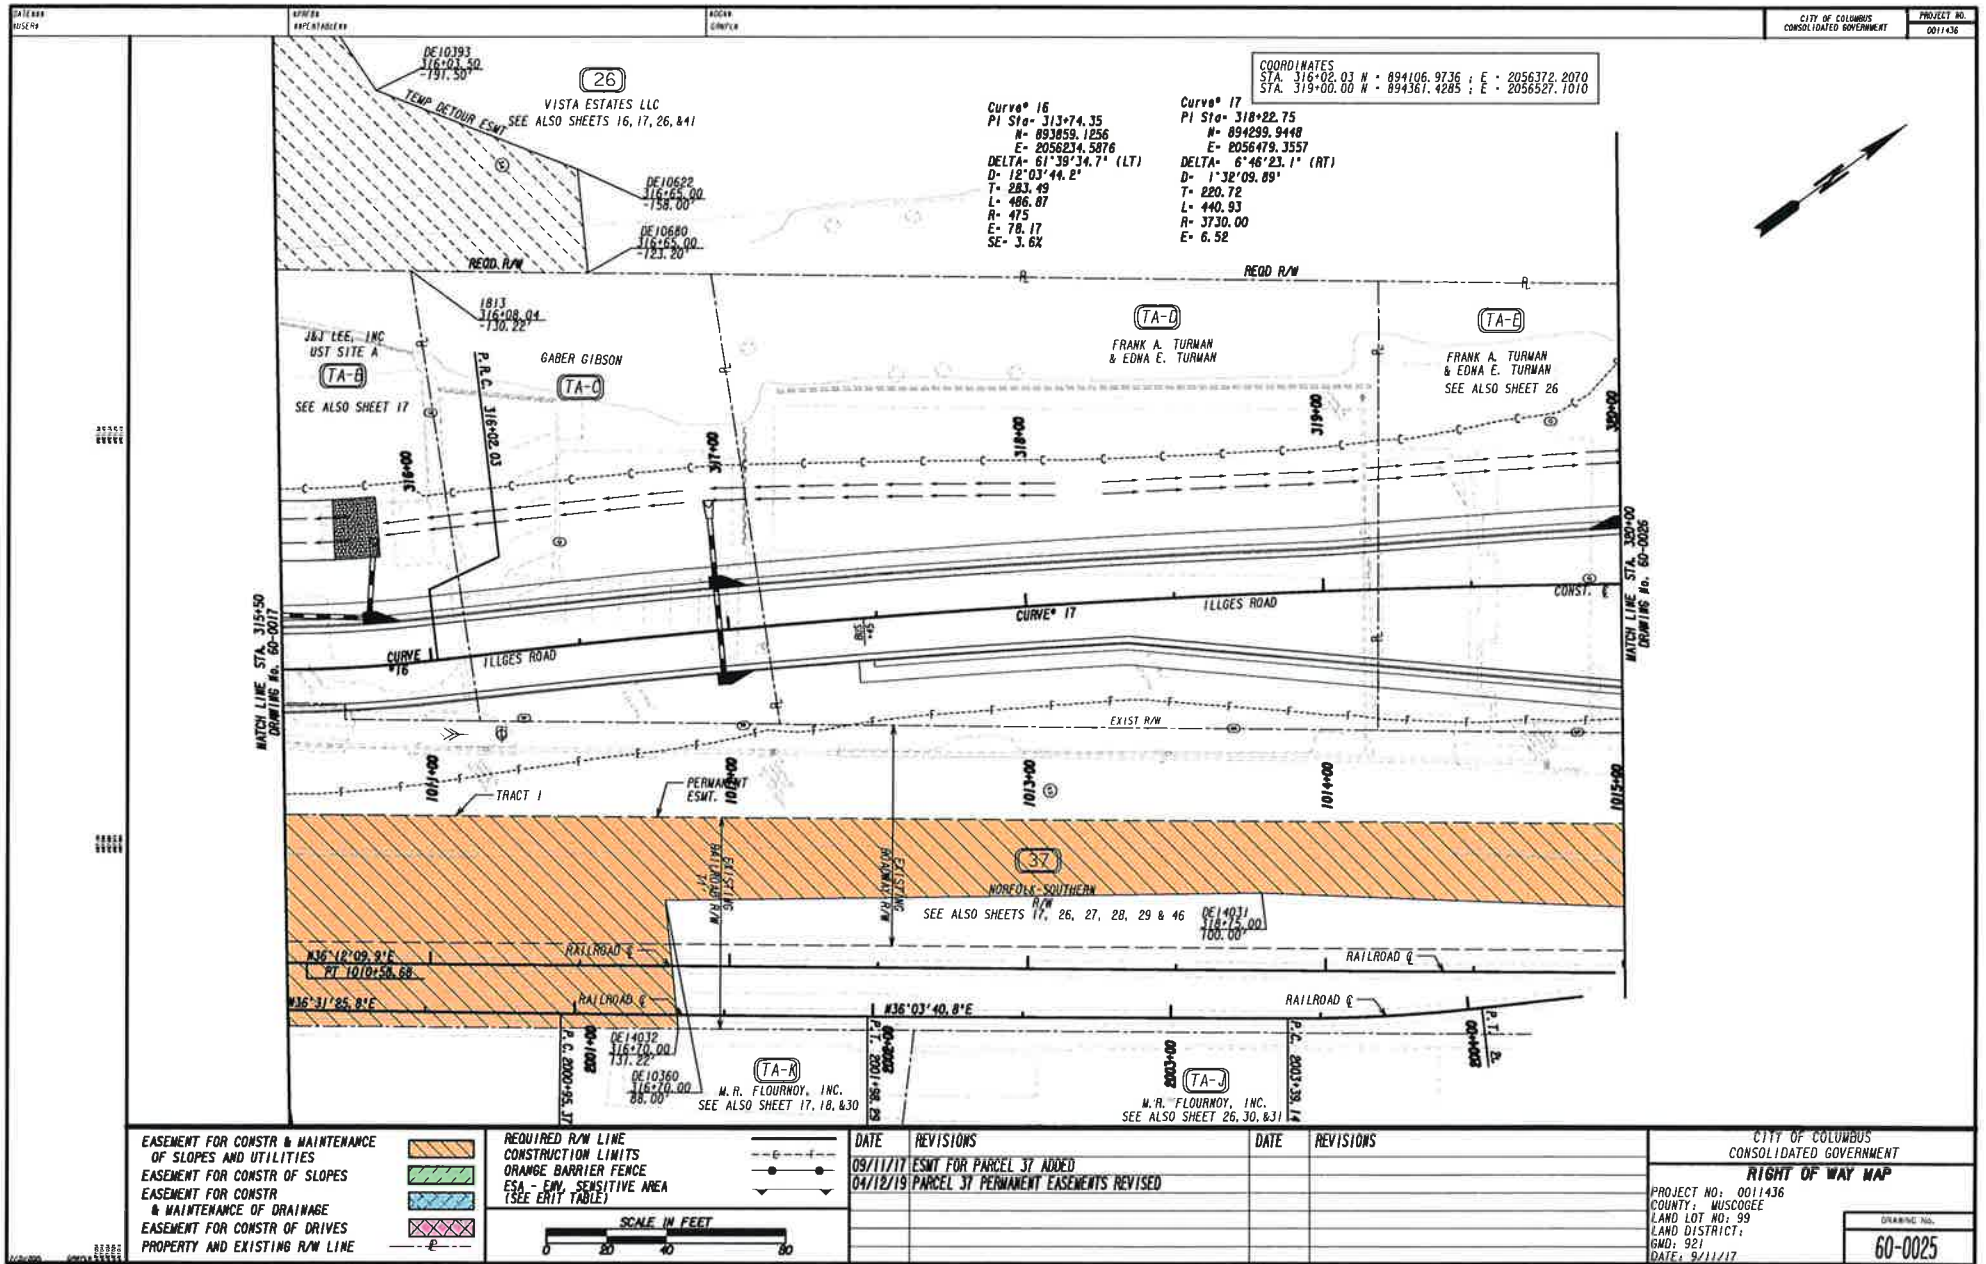 CITY OF COLUMBUS
CONSOLIDATED GOVERNMENT
PROJECT NO.
0011436
DE10393
316+03.50
-191.50'
26
VISTA ESTATES LLC
SEE ALSO SHEETS 16, 17, 26, &41
TEMP DETOUR ESMT
DE10622
316+65.00
-158.00'
DE10680
316+65.00
-123.20'
COORDINATES
STA. 316+02.03 N = 894106.9736 ; E = 2056372.2070
STA. 319+00.00 N = 894361.4285 ; E = 2056527.1010
Curve# 16
PI Sta= 313+74.35
N= 893859.1256
E= 2056234.5876
DELTA= 61°39'34.7" (LT)
D= 12°03'44.2"
T= 283.49
L= 486.87
R= 475
E= 78.17
SE= 3.6%
Curve# 17
PI Sta= 318+22.75
N= 894299.9448
E= 2056479.3557
DELTA= 6°46'23.1" (RT)
D= 1°32'09.89"
T= 220.72
L= 440.93
R= 3730.00
E= 6.52
N
REQD. R/W
REQD R/W
1813
316+08.04
-130.22'
J&J LEE, INC
UST SITE A
TA-B
SEE ALSO SHEET 17
P.R.C. 316+02.03
GABER GIBSON
TA-C
TA-D
FRANK A. TURMAN
& EDNA E. TURMAN
TA-E
FRANK A. TURMAN
& EDNA E. TURMAN
SEE ALSO SHEET 26
316+00
317+00
318+00
319+00
320+00
MATCH LINE STA. 315+50
DRAWING No. 60-0017
MATCH LINE STA. 320+00
DRAWING No. 60-0026
CURVE
#16
ILLGES ROAD
CURVE# 17
ILLGES ROAD
CONST. ℄
EXIST R/W
1011+00
1012+00
1013+00
1014+00
1015+00
TRACT 1
PERMANENT
ESMT.
EXISTING
RAILROAD R/W
EXISTING
ROADWAY R/W
37
NORFOLK-SOUTHERN
R/W
SEE ALSO SHEETS 17, 26, 27, 28, 29 & 46
DE14031
318+75.00
100.00'
N36°12'09.9"E
PT 1010+58.68
N36°31'25.8"E
RAILROAD ℄
RAILROAD ℄
RAILROAD ℄
RAILROAD ℄
N36°03'40.8"E
P.C. 2000+95.37
2001+00
DE14032
316+70.00
137.22'
DE10360
316+70.00
88.00'
TA-K
M.R. FLOURNOY, INC.
SEE ALSO SHEET 17, 18, &30
P.T. 2001+98.29
2002+00
2003+00
TA-J
M.R. FLOURNOY, INC.
SEE ALSO SHEET 26, 30, &31
P.C. 2003+39.14
2004+00
P.T.
EASEMENT FOR CONSTR & MAINTENANCE
OF SLOPES AND UTILITIES
EASEMENT FOR CONSTR OF SLOPES
EASEMENT FOR CONSTR
& MAINTENANCE OF DRAINAGE
EASEMENT FOR CONSTR OF DRIVES
PROPERTY AND EXISTING R/W LINE
REQUIRED R/W LINE
CONSTRUCTION LIMITS
ORANGE BARRIER FENCE
ESA - ENV. SENSITIVE AREA
(SEE ERIT TABLE)
SCALE IN FEET
0 20 40 80
DATE REVISIONS DATE REVISIONS
09/11/17 ESMT FOR PARCEL 37 ADDED
04/12/19 PARCEL 37 PERMANENT EASEMENTS REVISED
CITY OF COLUMBUS
CONSOLIDATED GOVERNMENT
RIGHT OF WAY MAP
PROJECT NO: 0011436
COUNTY: MUSCOGEE
LAND LOT NO: 99
LAND DISTRICT:
GMD: 921
DATE: 9/11/17
DRAWING No.
60-0025